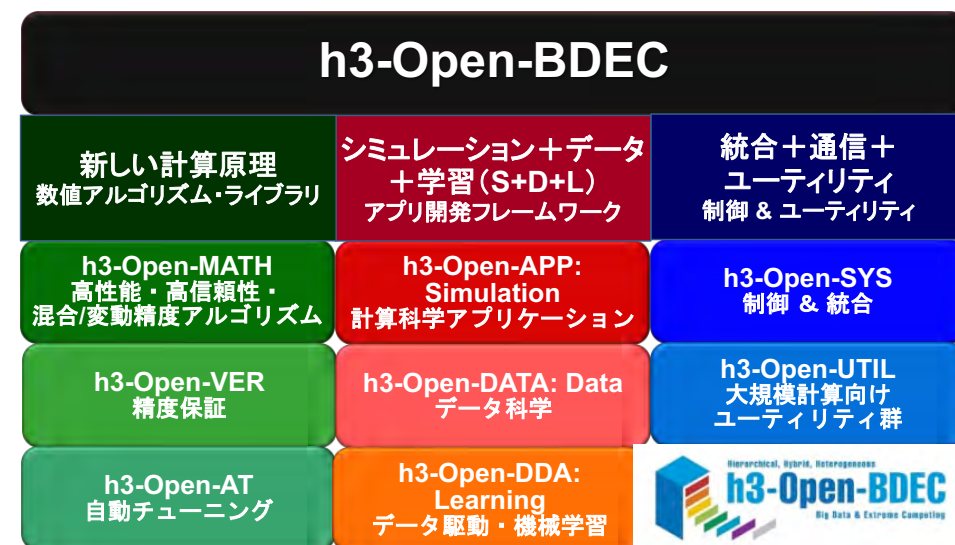 h3-Open-BDEC
新しい計算原理
数値アルゴリズム・ライブラリ
シミュレーション＋データ
＋学習（S+D+L）
アプリ開発フレームワーク
統合＋通信＋
ユーティリティ
制御 & ユーティリティ
h3-Open-MATH
高性能・高信頼性・
混合/変動精度アルゴリズム
h3-Open-APP:
Simulation
計算科学アプリケーション
h3-Open-SYS
制御 & 統合
h3-Open-VER
精度保証
h3-Open-DATA: Data
データ科学
h3-Open-UTIL
大規模計算向け
ユーティリティ群
h3-Open-AT
自動チューニング
h3-Open-DDA:
Learning
データ駆動・機械学習
Hierarchical, Hybrid, Heterogeneous
h3-Open-BDEC
Big Data & Extreme Computing